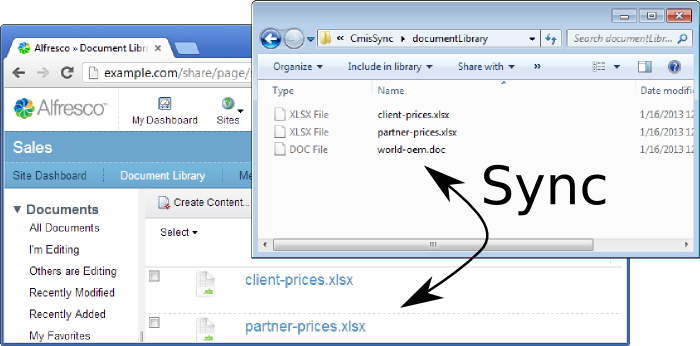 Alfresco » Document Libr
example.com/share/page/
Alfresco™
My Dashboard
Sites
Sales
Site Dashboard
Document Library
Me
Documents
All Documents
I'm Editing
Others are Editing
Recently Modified
Recently Added
My Favorites
Create Content...
Select
.xls
client-prices.xlsx
.xls
partner-prices.xlsx
« CmisSync documentLibrary
Search documentLibr...
Organize
Include in library
Share with
»
Type Name Date modifie
XLSX File client-prices.xlsx 1/16/2013 12
XLSX File partner-prices.xlsx 1/16/2013 12
DOC File world-oem.doc 1/16/2013 12
Sync